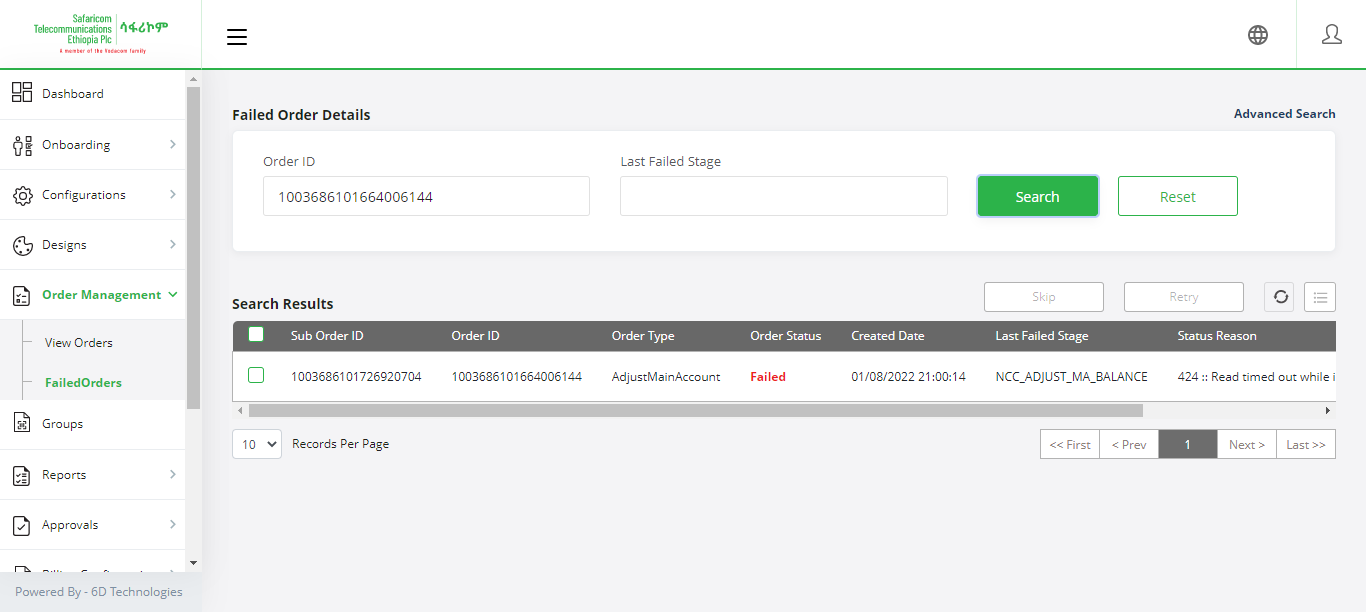 Safaricom
Telecommunications
Ethiopia Plc
ሳፋሪኮም
A member of the Vodacom family
Dashboard
Onboarding
Configurations
Designs
Order Management
View Orders
FailedOrders
Groups
Reports
Approvals
Powered By - 6D Technologies
Failed Order Details
Advanced Search
Order ID
Last Failed Stage
1003686101664006144
Search
Reset
Search Results
Skip
Retry
Sub Order ID Order ID Order Type Order Status Created Date Last Failed Stage Status Reason
1003686101726920704 1003686101664006144 AdjustMainAccount Failed 01/08/2022 21:00:14 NCC_ADJUST_MA_BALANCE 424 :: Read timed out while i
10 Records Per Page
<< First < Prev 1 Next > Last >>